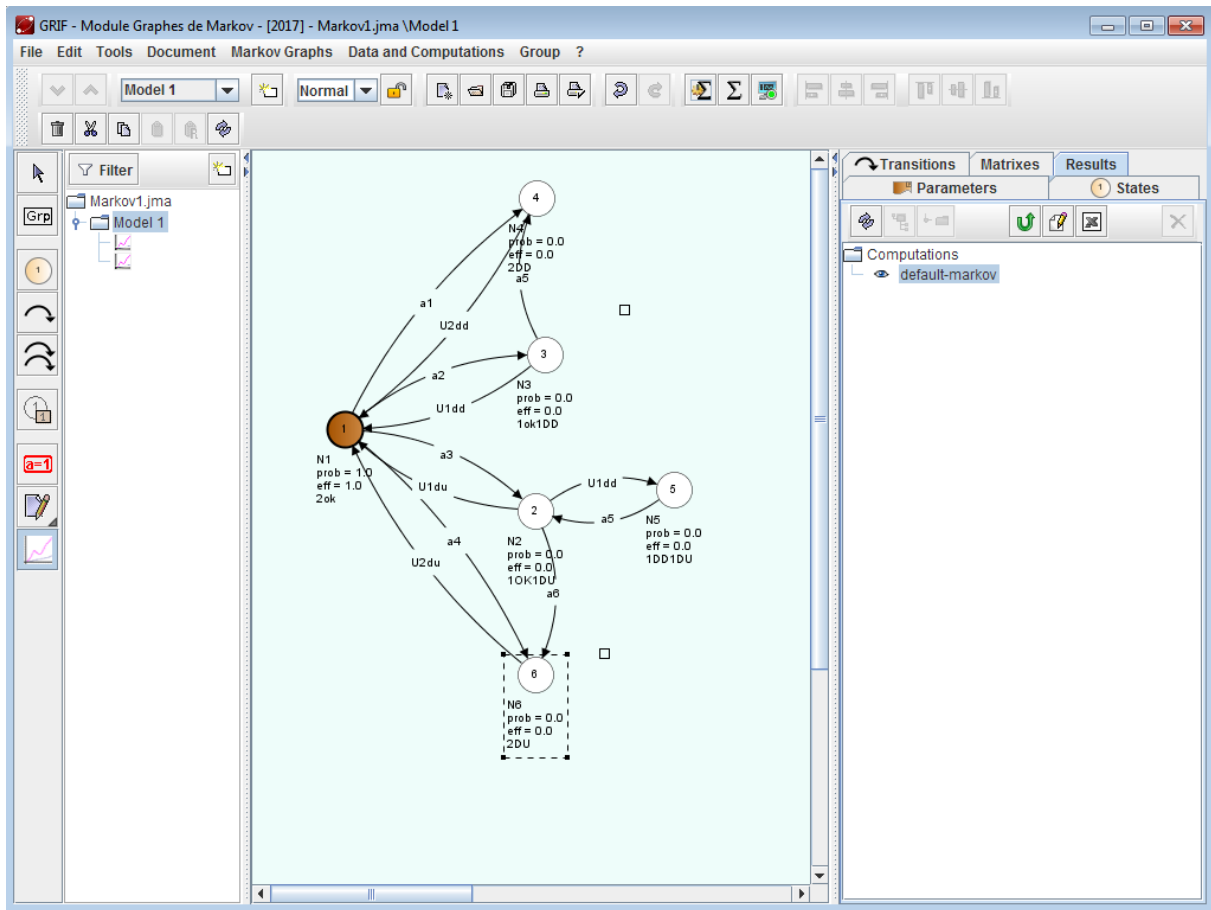 GRIF - Module Graphes de Markov - [2017] - Markov1.jma \Model 1
File Edit Tools Document Markov Graphs Data and Computations Group ?
Model 1
Normal
Filter
Markov1.jma
Model 1
Grp
1
1
a=1
4
N4
prob = 0.0
eff = 0.0
2DD
a5
a1
U2dd
3
a2
N3
prob = 0.0
eff = 0.0
1ok1DD
U1dd
1
N1
prob = 1.0
eff = 1.0
2ok
a3
U1du
2
N2
prob = 0.0
eff = 0.0
1OK1DU
U1dd
5
a5
N5
prob = 0.0
eff = 0.0
1DD1DU
a4
U2du
a6
6
N6
prob = 0.0
eff = 0.0
2DU
Transitions Matrixes Results
Parameters 1 States
Computations
default-markov